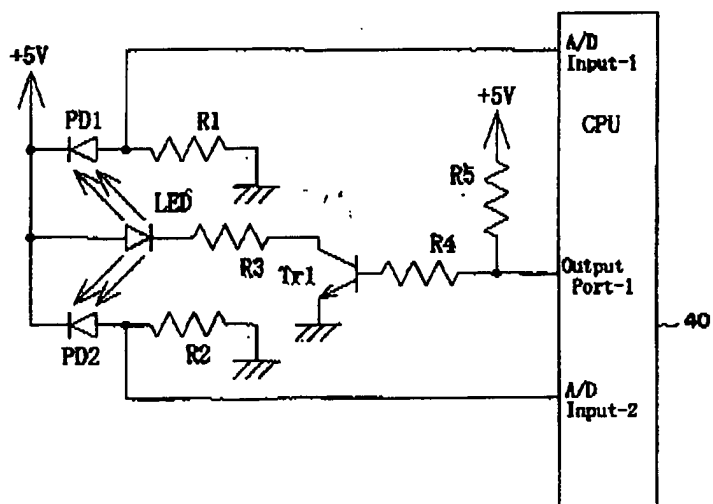 A/D
Input-1
+5V
CPU
+5V
PD1
R1
R5
LED
R3
R4
Tr1
Output
Port-1
40
PD2
R2
A/D
Input-2